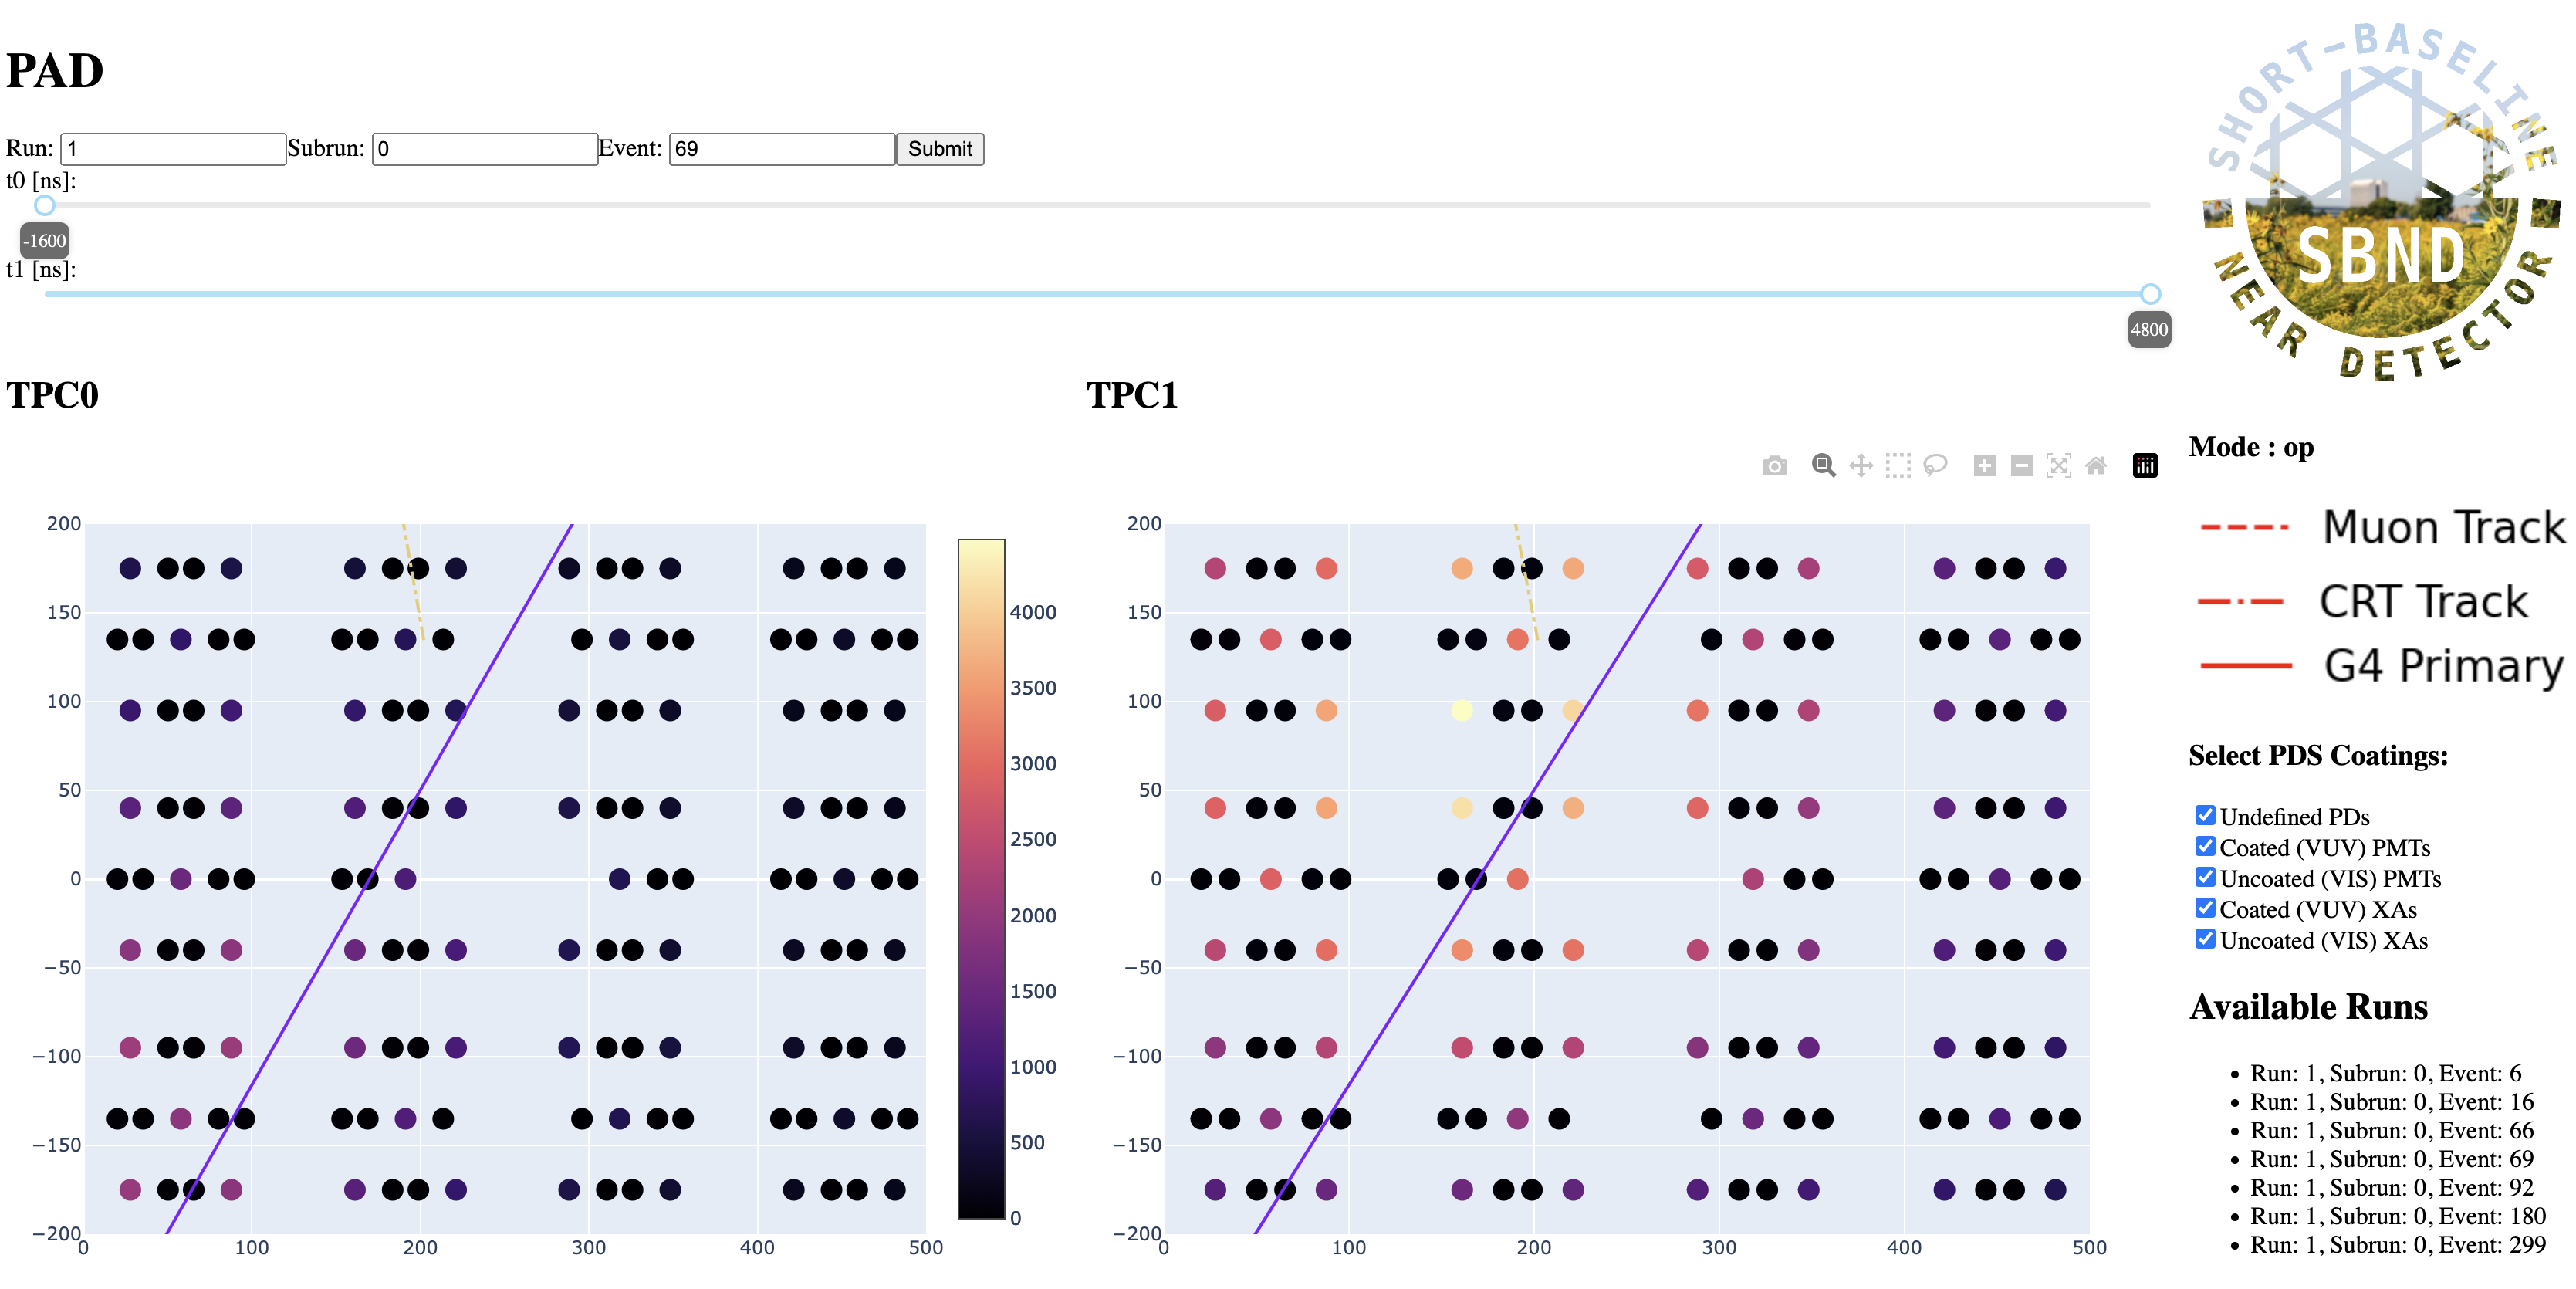 PAD
Run: 1 Subrun: 0 Event: 69 Submit
t0 [ns]:
-1600
t1 [ns]:
4800
SHORT-BASELINE
SBND
NEAR DETECTOR
TPC0
TPC1
200
150
100
50
0
−50
−100
−150
−200
0 100 200 300 400 500
4000
3500
3000
2500
2000
1500
1000
500
0
200
150
100
50
0
−50
−100
−150
−200
0 100 200 300 400 500
Mode : op
Muon Track
CRT Track
G4 Primary
Select PDS Coatings:
Undefined PDs
Coated (VUV) PMTs
Uncoated (VIS) PMTs
Coated (VUV) XAs
Uncoated (VIS) XAs
Available Runs
• Run: 1, Subrun: 0, Event: 6
• Run: 1, Subrun: 0, Event: 16
• Run: 1, Subrun: 0, Event: 66
• Run: 1, Subrun: 0, Event: 69
• Run: 1, Subrun: 0, Event: 92
• Run: 1, Subrun: 0, Event: 180
• Run: 1, Subrun: 0, Event: 299